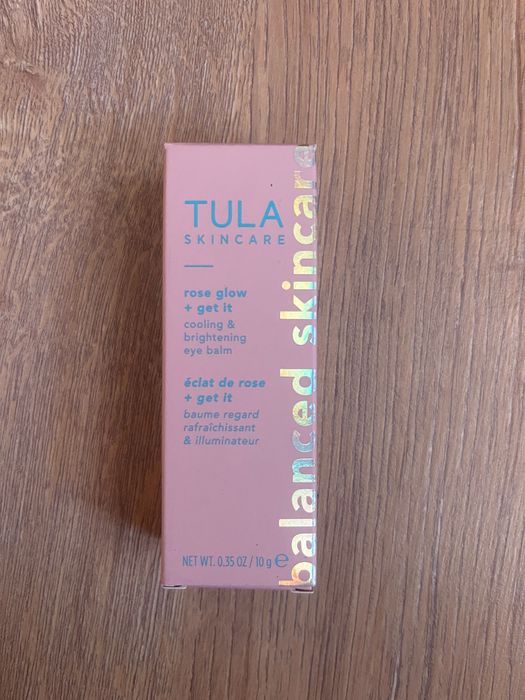 TULA
SKINCARE
rose glow
+ get it
cooling &
brightening
eye balm
éclat de rose
+ get it
baume regard
rafraîchissant
& illuminateur
NET WT. 0.35 OZ / 10 g ℮
balanced skincare